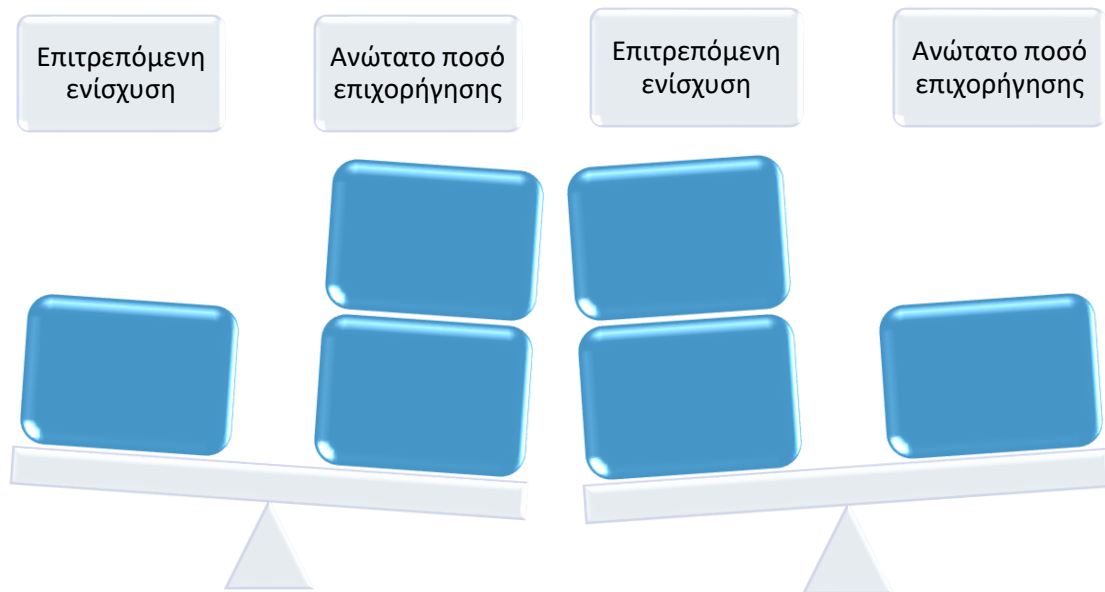 Επιτρεπόμενη
ενίσχυση
Ανώτατο ποσό
επιχορήγησης
Επιτρεπόμενη
ενίσχυση
Ανώτατο ποσό
επιχορήγησης